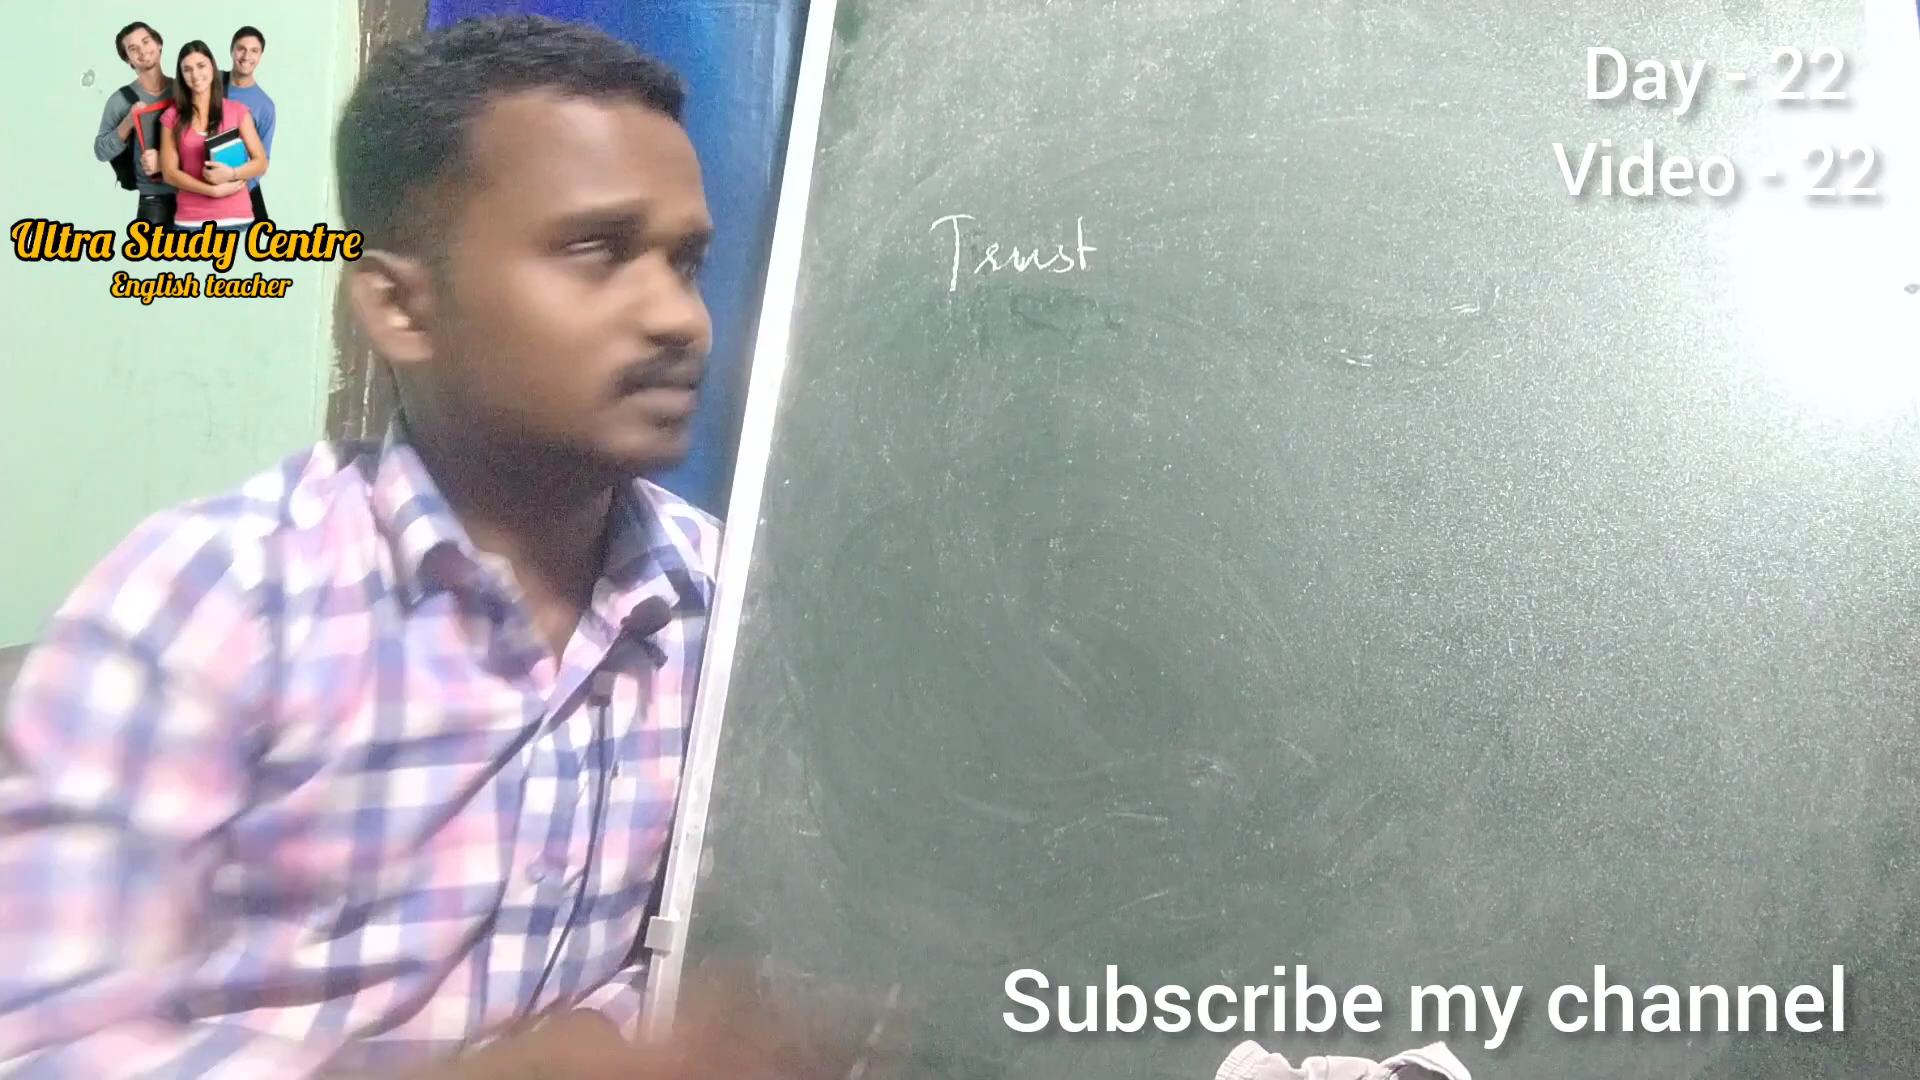 Ultra Study Centre
English teacher
Day - 22
Video - 22
Trust
Subscribe my channel